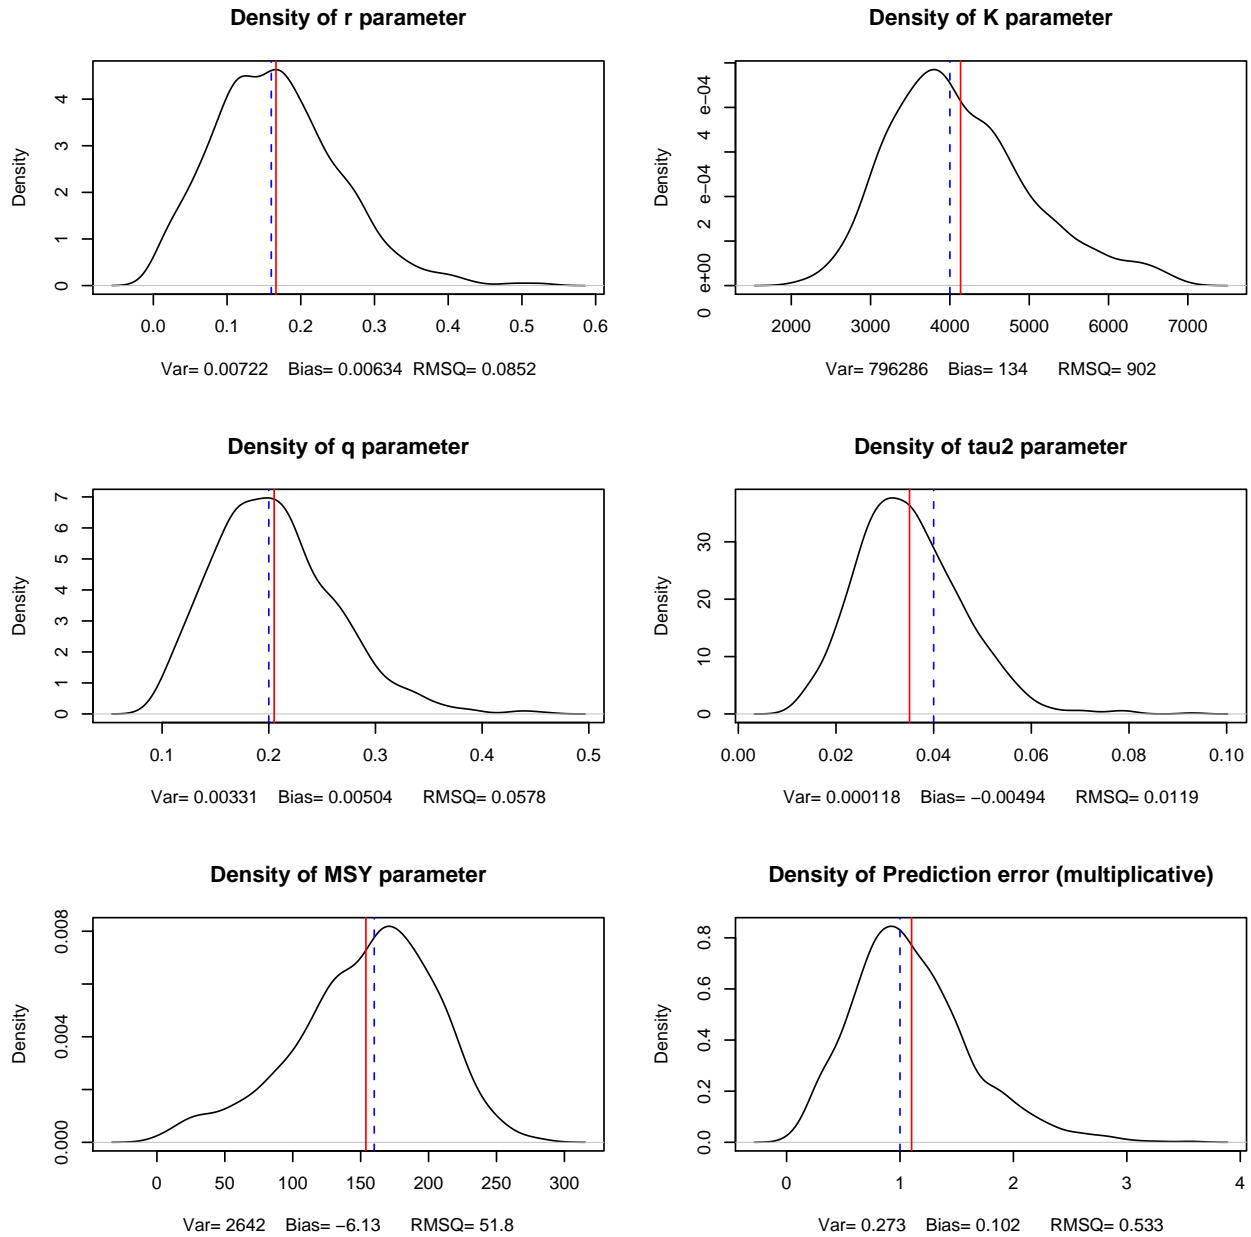 Density of r parameter
Density
4
3
2
1
0
0.0 0.1 0.2 0.3 0.4 0.5 0.6
Var= 0.00722 Bias= 0.00634 RMSQ= 0.0852
Density of K parameter
Density
4 e−04
2 e−04
0 e+00
2000 3000 4000 5000 6000 7000
Var= 796286 Bias= 134 RMSQ= 902
Density of q parameter
Density
7
6
5
4
3
2
1
0
0.1 0.2 0.3 0.4 0.5
Var= 0.00331 Bias= 0.00504 RMSQ= 0.0578
Density of tau2 parameter
Density
30
20
10
0
0.00 0.02 0.04 0.06 0.08 0.10
Var= 0.000118 Bias= −0.00494 RMSQ= 0.0119
Density of MSY parameter
Density
0.008
0.004
0.000
0 50 100 150 200 250 300
Var= 2642 Bias= −6.13 RMSQ= 51.8
Density of Prediction error (multiplicative)
Density
0.8
0.6
0.4
0.2
0.0
0 1 2 3 4
Var= 0.273 Bias= 0.102 RMSQ= 0.533